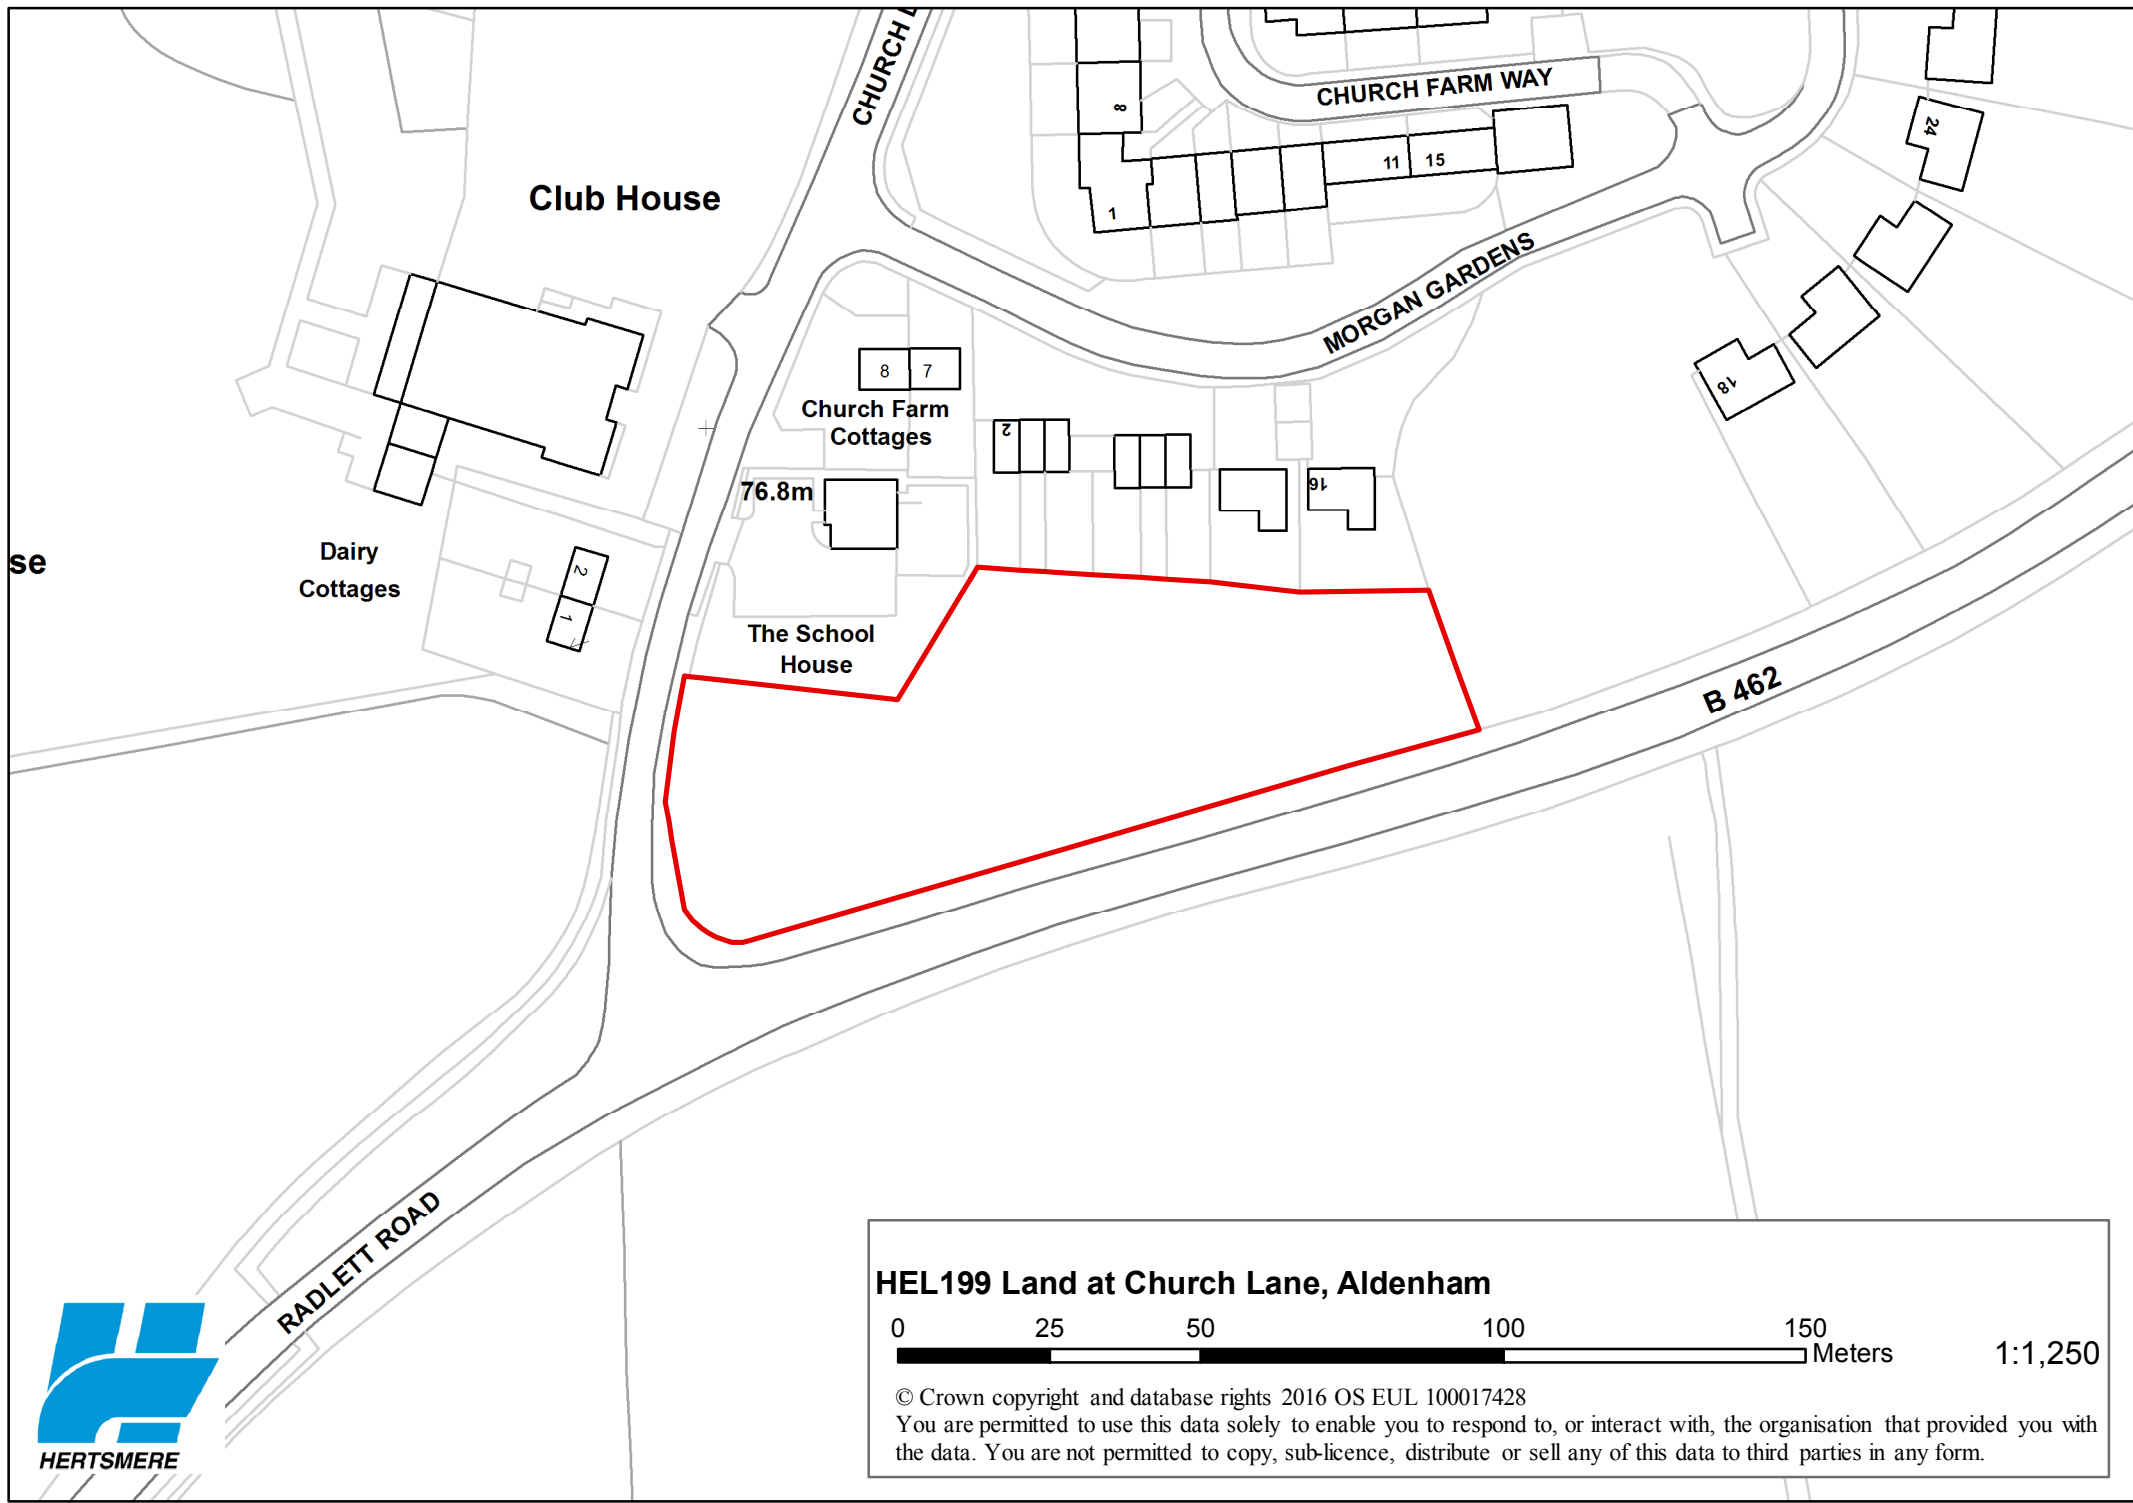 CHURCH L
CHURCH FARM WAY
8
24
11 15
1
Club House
MORGAN GARDENS
8 7
18
Church Farm
Cottages
2
76.8m
16
se
Dairy
Cottages
2
1
The School
House
B 462
RADLETT ROAD
HEL199 Land at Church Lane, Aldenham
0 25 50 100 150
Meters
1:1,250
© Crown copyright and database rights 2016 OS EUL 100017428
You are permitted to use this data solely to enable you to respond to, or interact with, the organisation that provided you with
the data. You are not permitted to copy, sub-licence, distribute or sell any of this data to third parties in any form.
HERTSMERE